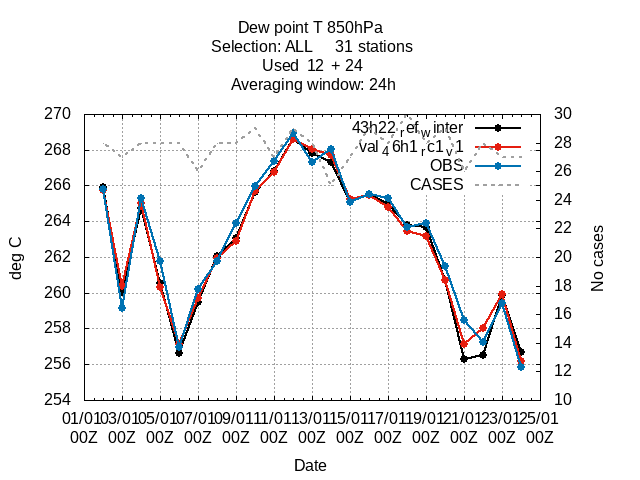 Dew point T 850hPa
Selection: ALL 31 stations
Used 12 + 24
Averaging window: 24h
270 30
268 28
266 26
264 24
262 22
260 20
258 18
256 16
254 14
12
10
43h22_ref_winter
val_46h1_rc1_v1
OBS
CASES
deg C
No cases
01/01 03/01 05/01 07/01 09/01 11/01 13/01 15/01 17/01 19/01 21/01 23/01 25/01
00Z 00Z 00Z 00Z 00Z 00Z 00Z 00Z 00Z 00Z 00Z 00Z 00Z
Date